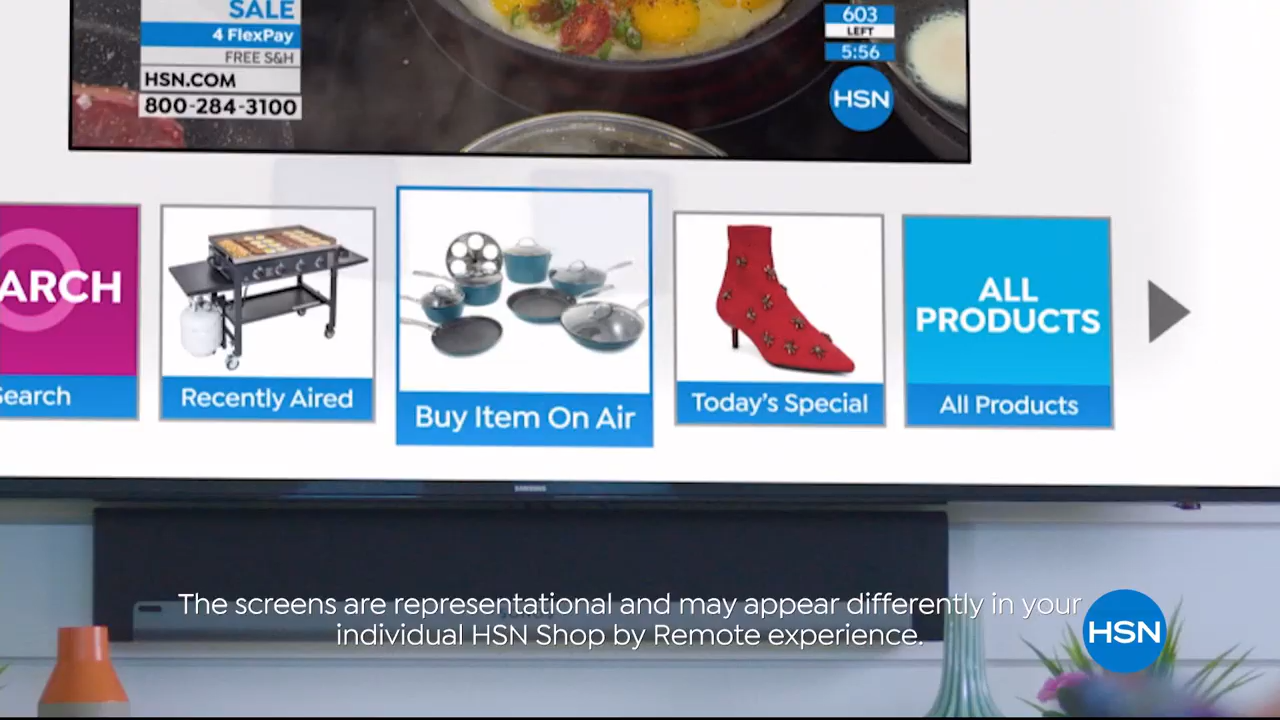 SALE
4 FlexPay
FREE S&H
HSN.COM
800-284-3100
603
LEFT
5:56
HSN
ARCH
Search
Recently Aired
Buy Item On Air
Today's Special
ALL
PRODUCTS
All Products
SAMSUNG
The screens are representational and may appear differently in your
individual HSN Shop by Remote experience.
HSN